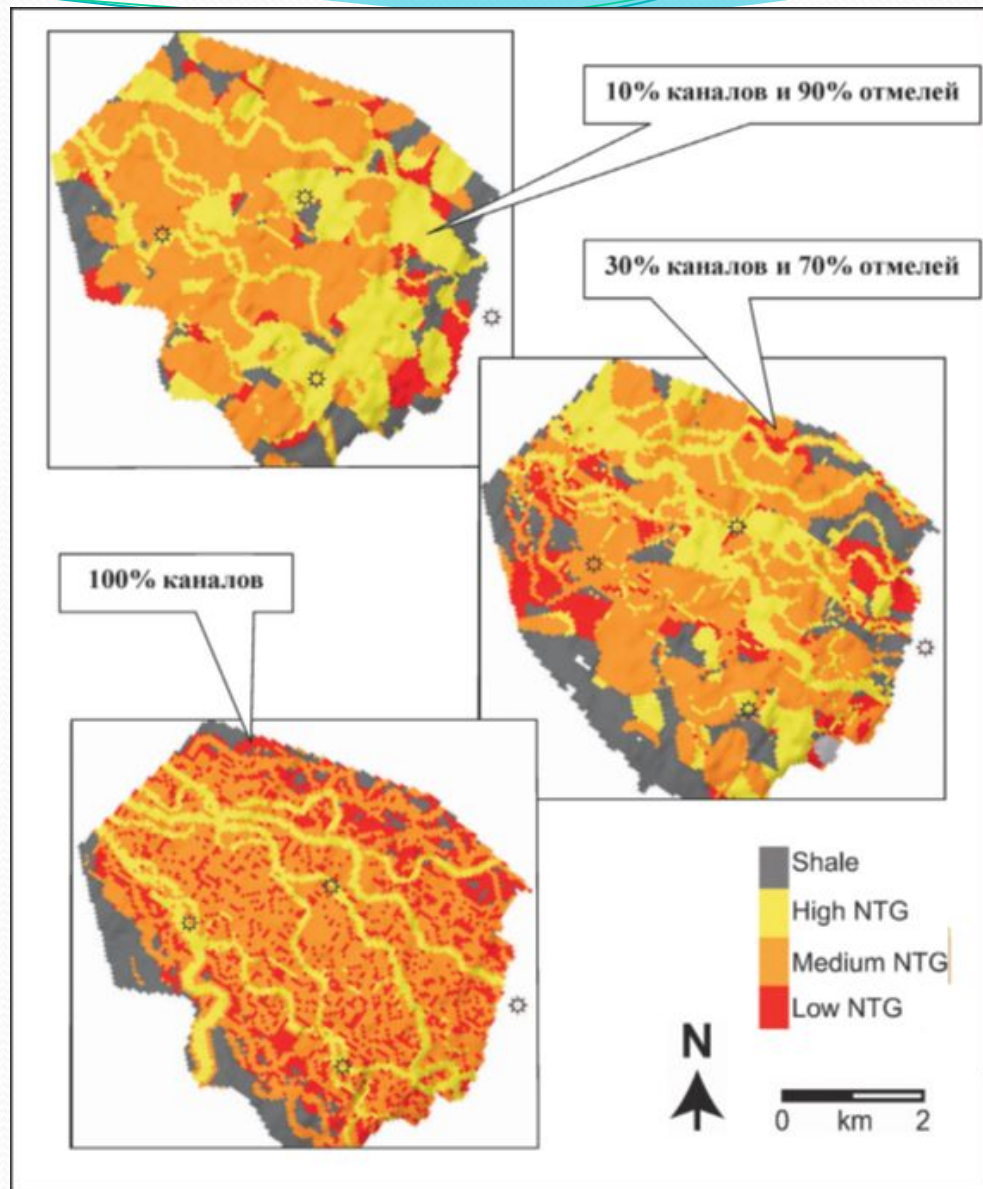 10% каналов и 90% отмелей
30% каналов и 70% отмелей
100% каналов
Shale
High NTG
Medium NTG
Low NTG
N
0 km 2